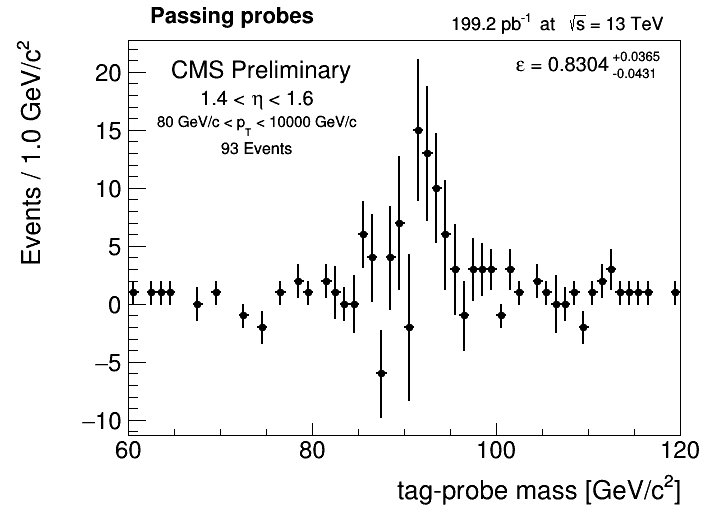 Passing probes
199.2 pb⁻¹ at √s = 13 TeV
CMS Preliminary
1.4 < η < 1.6
80 GeV/c < p_T < 10000 GeV/c
93 Events
ε = 0.8304 +0.0365 -0.0431
Events / 1.0 GeV/c²
20
15
10
5
0
−5
−10
60 80 100 120
tag-probe mass [GeV/c²]